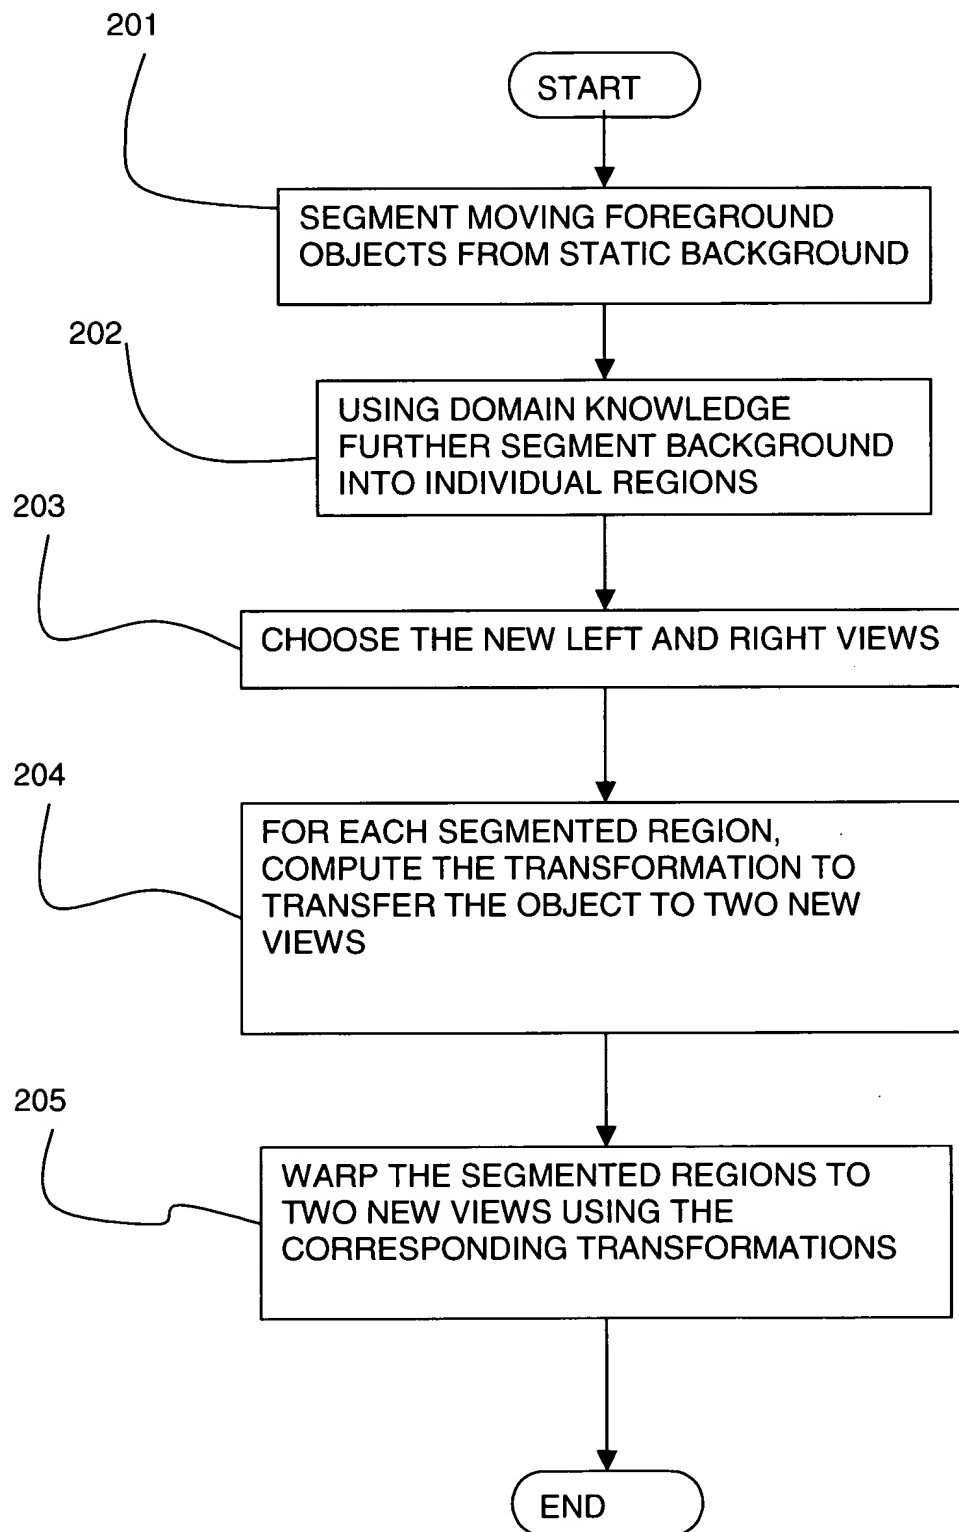 201
START
SEGMENT MOVING FOREGROUND
OBJECTS FROM STATIC BACKGROUND
202
USING DOMAIN KNOWLEDGE
FURTHER SEGMENT BACKGROUND
INTO INDIVIDUAL REGIONS
203
CHOOSE THE NEW LEFT AND RIGHT VIEWS
204
FOR EACH SEGMENTED REGION,
COMPUTE THE TRANSFORMATION TO
TRANSFER THE OBJECT TO TWO NEW
VIEWS
205
WARP THE SEGMENTED REGIONS TO
TWO NEW VIEWS USING THE
CORRESPONDING TRANSFORMATIONS
END